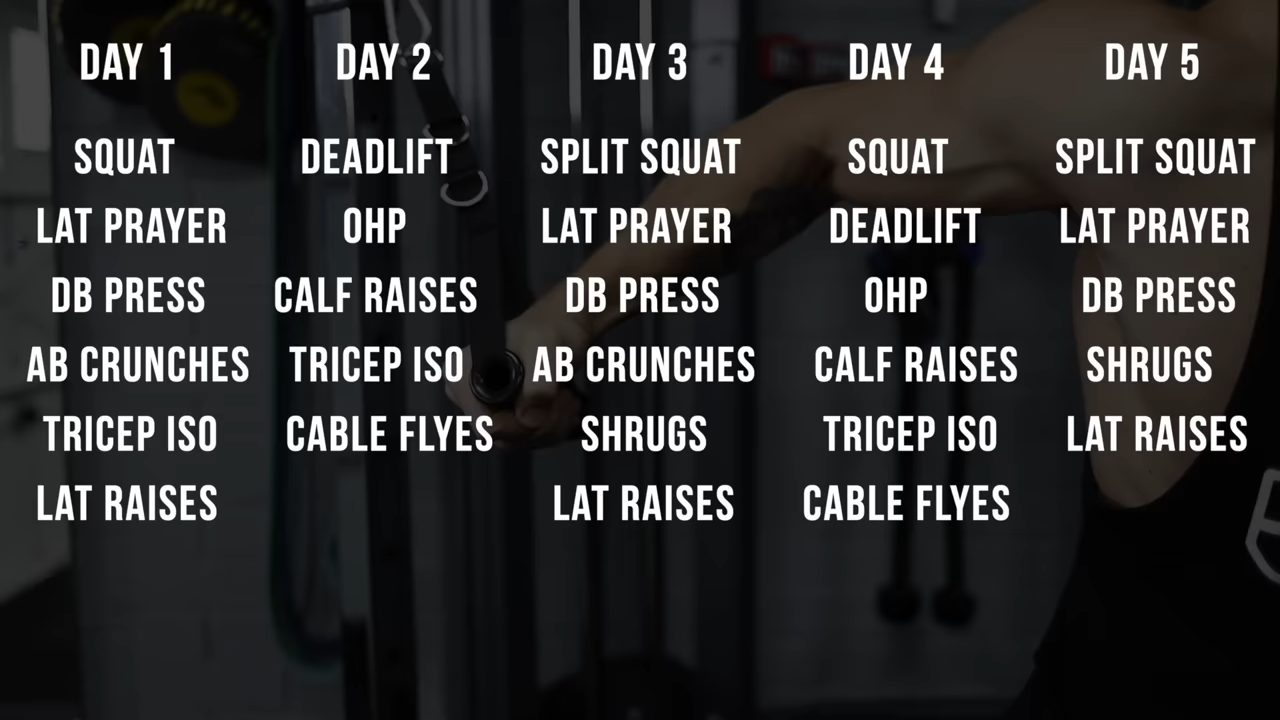 DAY 1
SQUAT
LAT PRAYER
DB PRESS
AB CRUNCHES
TRICEP ISO
LAT RAISES
DAY 2
DEADLIFT
OHP
CALF RAISES
TRICEP ISO
CABLE FLYES
DAY 3
SPLIT SQUAT
LAT PRAYER
DB PRESS
AB CRUNCHES
SHRUGS
LAT RAISES
DAY 4
SQUAT
DEADLIFT
OHP
CALF RAISES
TRICEP ISO
CABLE FLYES
DAY 5
SPLIT SQUAT
LAT PRAYER
DB PRESS
SHRUGS
LAT RAISES